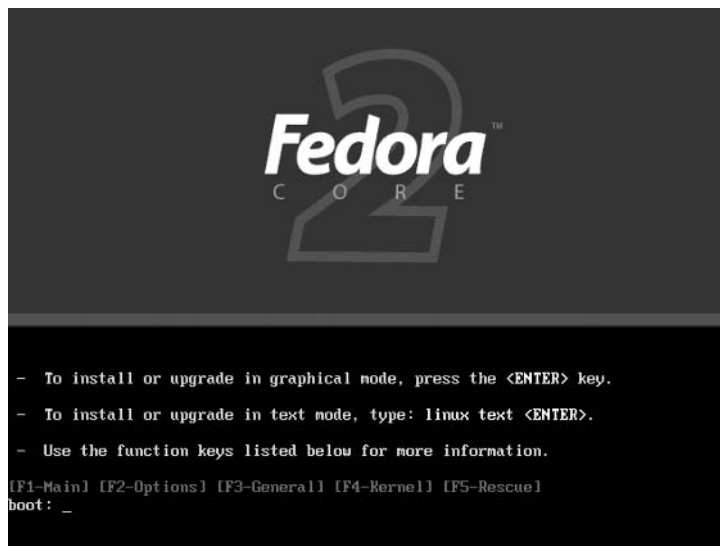 2
Fedora™
CORE
- To install or upgrade in graphical mode, press the <ENTER> key.
- To install or upgrade in text mode, type: linux text <ENTER>.
- Use the function keys listed below for more information.
[F1-Main] [F2-Options] [F3-General] [F4-Kernel] [F5-Rescue]
boot: _